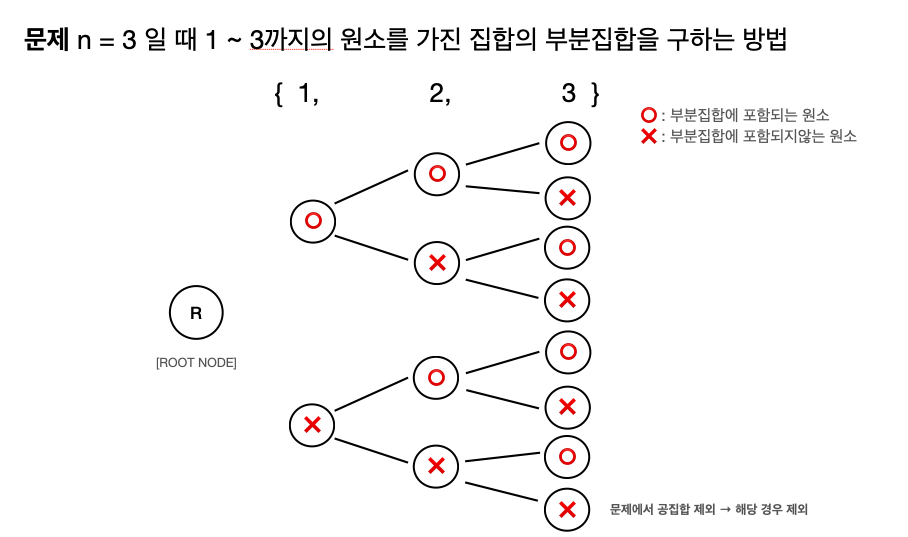 문제 n = 3 일 때 1 ~ 3까지의 원소를 가진 집합의 부분집합을 구하는 방법
{ 1, 2, 3 }
O : 부분집합에 포함되는 원소
X : 부분집합에 포함되지않는 원소
O
O
X
O
O
X
O
X
R
[ROOT NODE]
O
O
X
X
O
X
X
O
X 문제에서 공집합 제외 → 해당 경우 제외